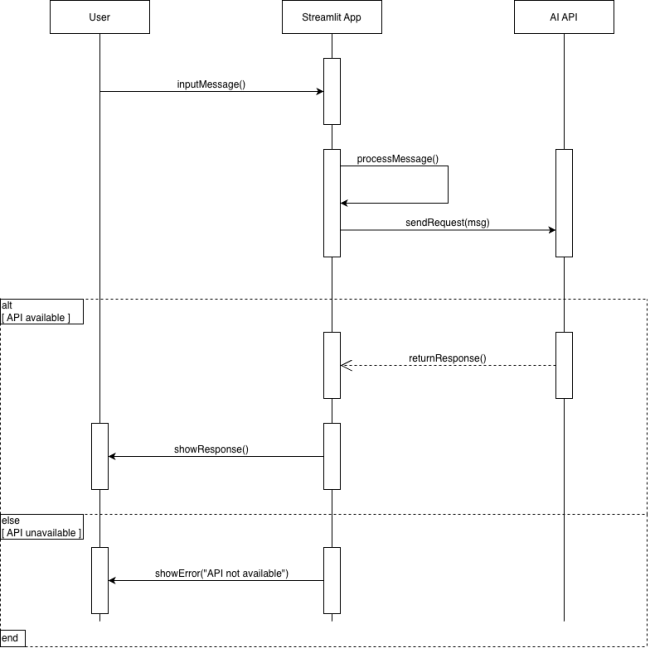 User
Streamlit App
AI API
inputMessage()
processMessage()
sendRequest(msg)
alt
[ API available ]
returnResponse()
showResponse()
else
[ API unavailable ]
showError("API not available")
end